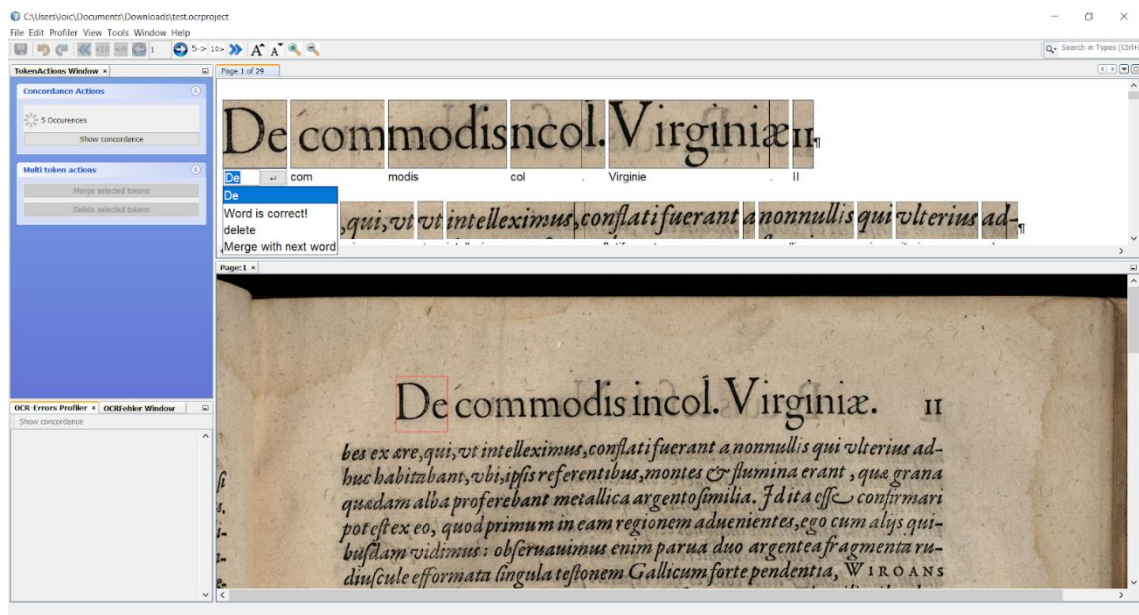 C:\Users\loic\Documents\Downloads\test.ocrproject
File Edit Profiler View Tools Window Help
<10 <5 1 5-> 10> A A Search in Types (Ctrl+I
TokenActions Window
Concordance Actions
5 Occurences
Show concordance
Multi token actions
Merge selected tokens
Delete selected tokens
OCR-Errors Profiler OCRFehler Window
Show concordance
Page 1 of 29
De commodis ncol. Virginiæ II ¶
De com modis col . Virginie . II
De
Word is correct!
delete
Merge with next word
,qui,vt vt intelleximus,conflati fuerant a nonnullis qui vlterius ad- ¶
Page:1
De commodis incol. Virginiæ. II
bes ex ære,qui,vt intelleximus,conflati fuerant a nonnullis qui vlterius ad-
huc habitabant,vbi,ipſis referentibus,montes & flumina erant , quæ grana
quædam alba proferebant metallica argento ſimilia. Id ita eſſe confirmari
poteſt ex eo, quod primum in eam regionem aduenientes,ego cum alijs qui-
buſdam vidimus : obſeruauimus enim parua duo argentea fragmenta ru-
diuſcule efformata ſingula teſtonem Gallicum forte pendentia, WIROANS